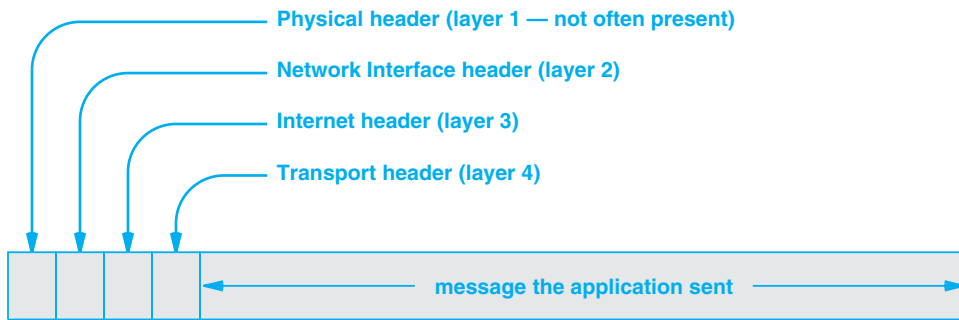 Physical header (layer 1 — not often present)
Network Interface header (layer 2)
Internet header (layer 3)
Transport header (layer 4)
message the application sent